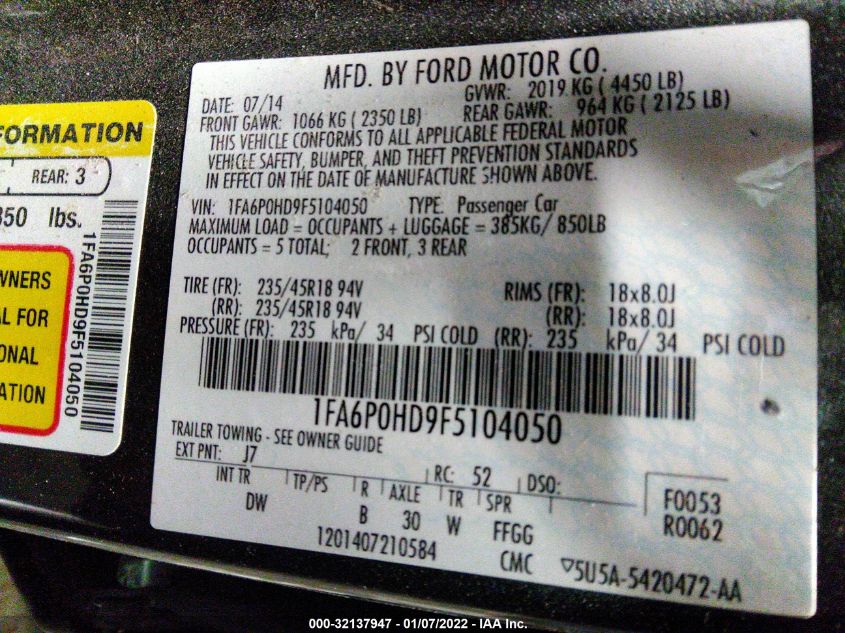 FORMATION
REAR: 3
850 lbs.
WNERS
AL FOR
ONAL
ATION
1FA6P0HD9F5104050
MFD. BY FORD MOTOR CO.
DATE: 07/14 GVWR: 2019 KG ( 4450 LB)
FRONT GAWR: 1066 KG ( 2350 LB) REAR GAWR: 964 KG ( 2125 LB)
THIS VEHICLE CONFORMS TO ALL APPLICABLE FEDERAL MOTOR
VEHICLE SAFETY, BUMPER, AND THEFT PREVENTION STANDARDS
IN EFFECT ON THE DATE OF MANUFACTURE SHOWN ABOVE.
VIN: 1FA6P0HD9F5104050 TYPE: Passenger Car
MAXIMUM LOAD = OCCUPANTS + LUGGAGE = 385KG/ 850LB
OCCUPANTS = 5 TOTAL; 2 FRONT, 3 REAR
TIRE (FR): 235/45R18 94V RIMS (FR): 18x8.0J
(RR): 235/45R18 94V (RR): 18x8.0J
PRESSURE (FR): 235 kPa/ 34 PSI COLD (RR): 235 kPa/ 34 PSI COLD
1FA6P0HD9F5104050
TRAILER TOWING - SEE OWNER GUIDE
EXT PNT: J7 RC: 52 DSO:
INT TR TP/PS R AXLE TR SPR F0053
DW B 30 W FFGG R0062
1201407210584 CMC ▽5U5A-5420472-AA
000-32137947 — 01/07/2022 — IAA Inc.